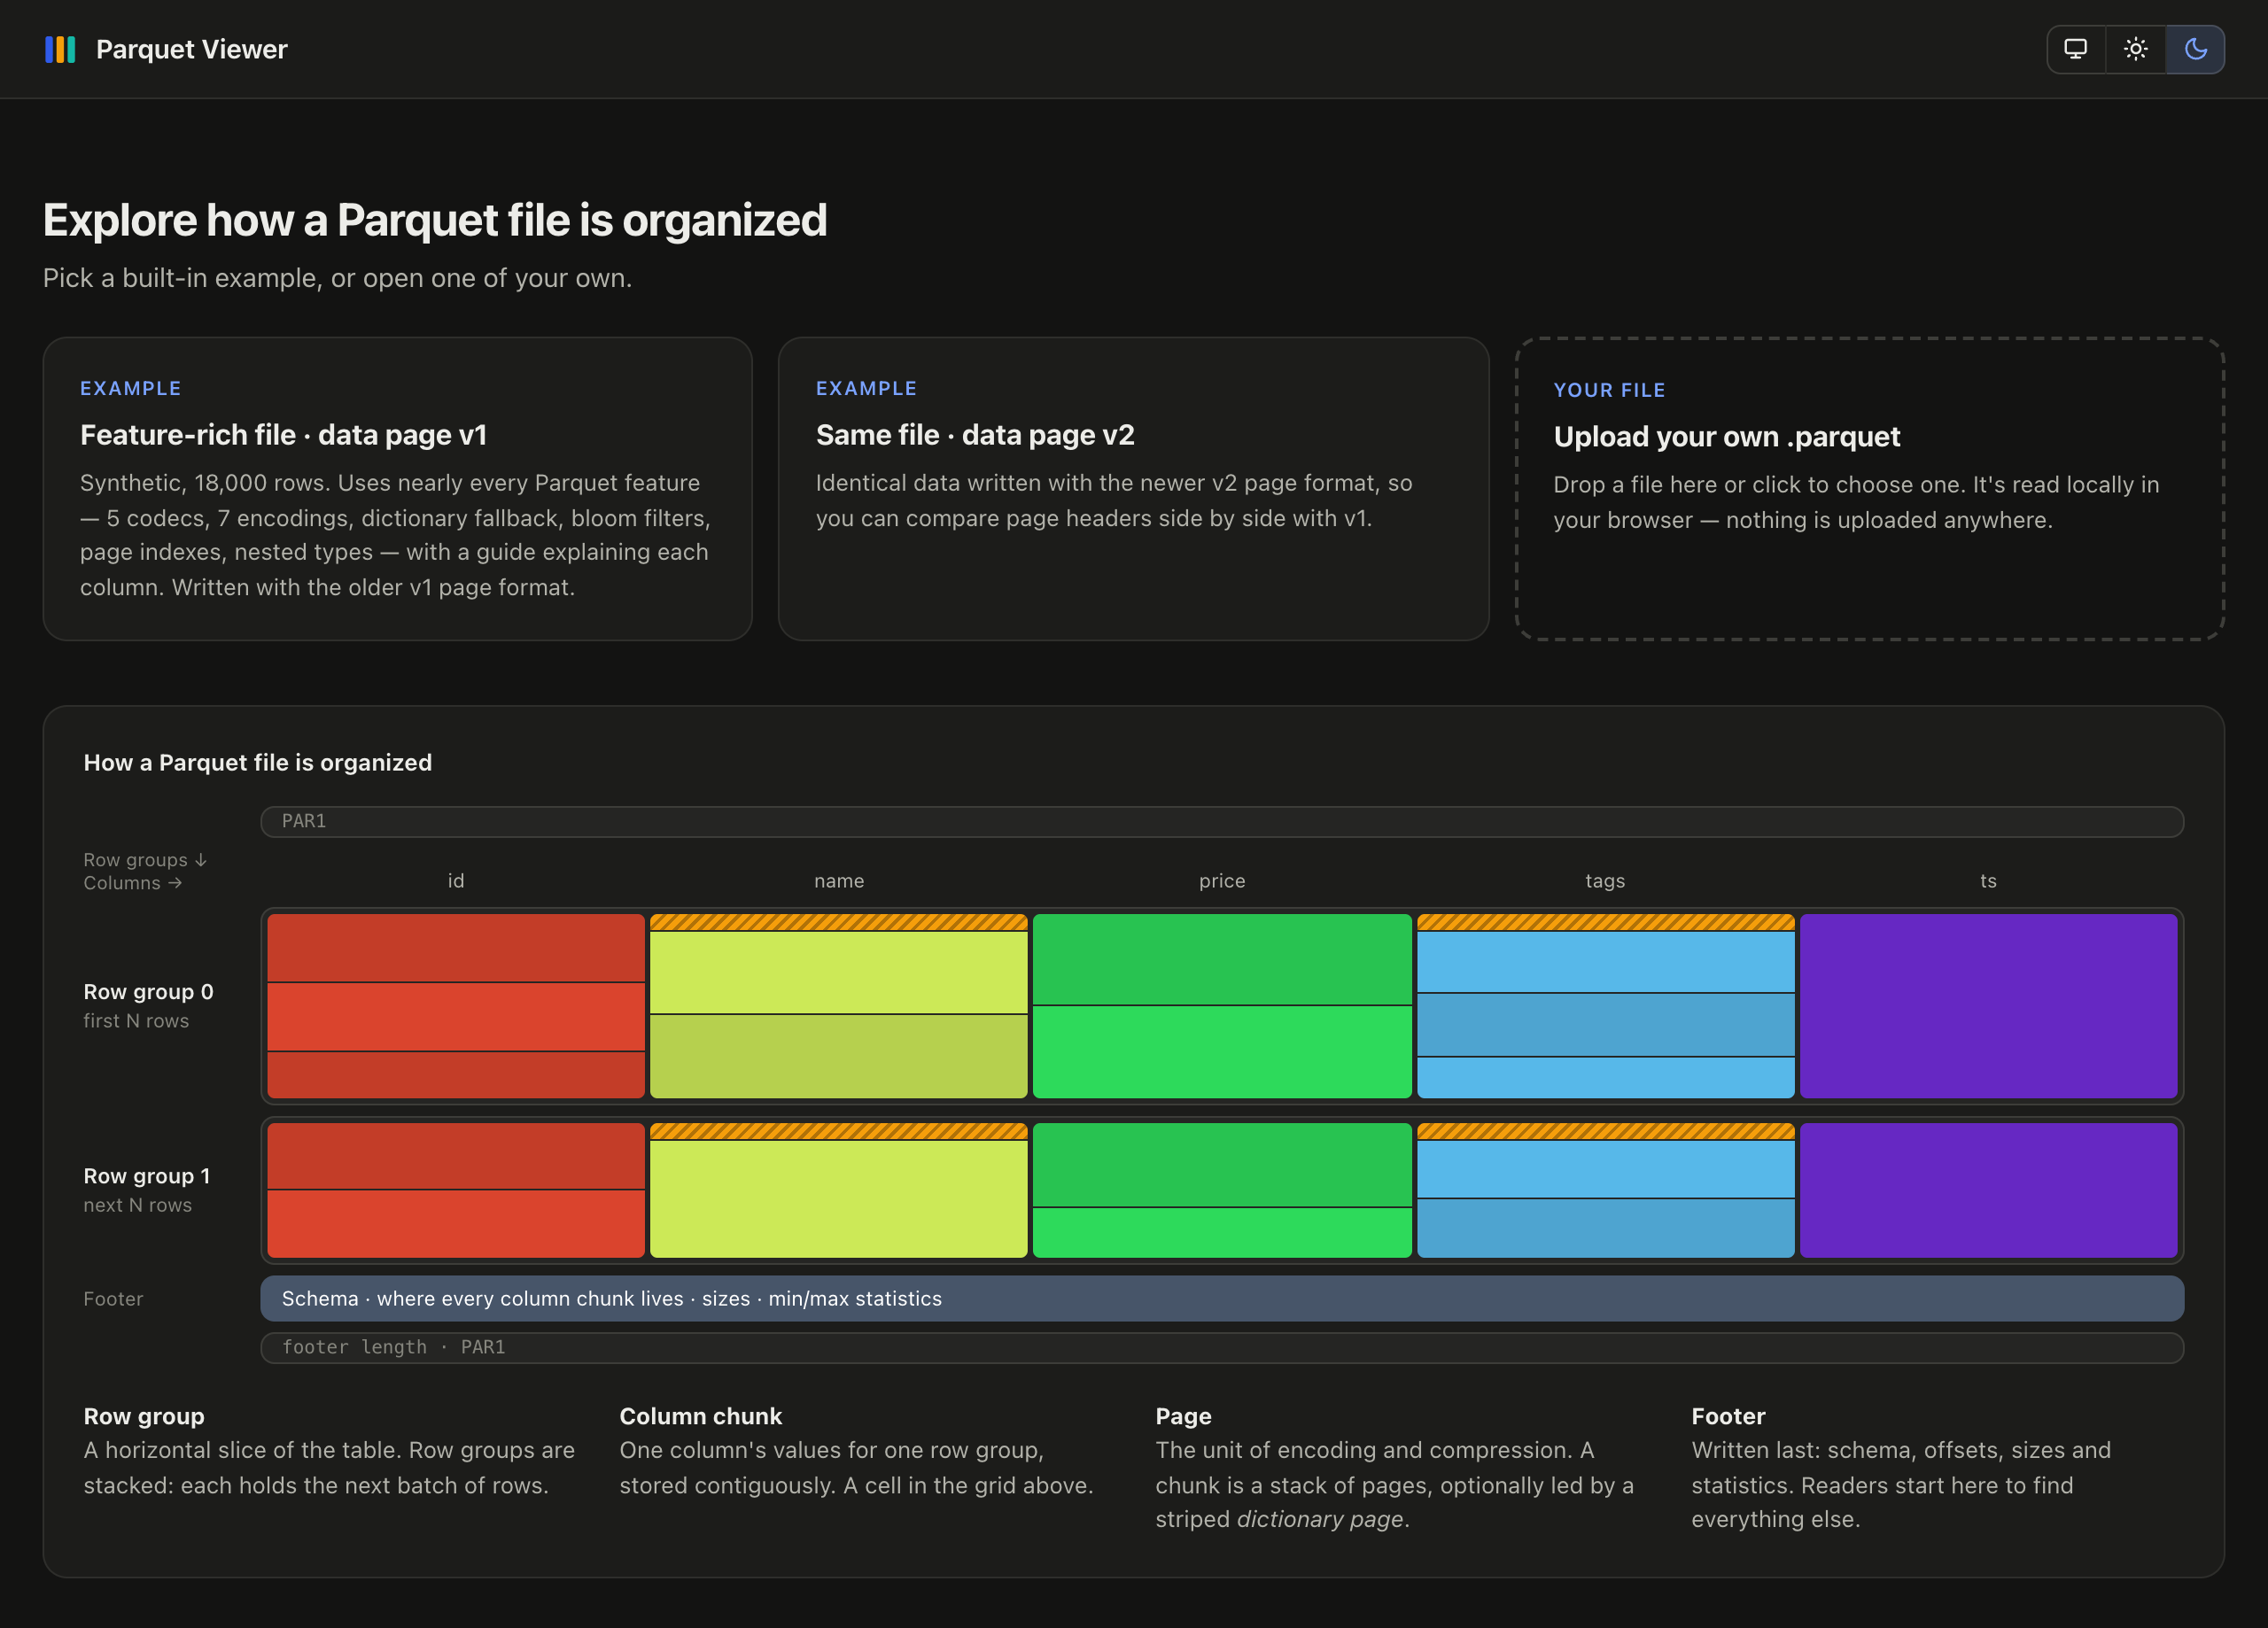 Parquet Viewer
Explore how a Parquet file is organized
Pick a built-in example, or open one of your own.
EXAMPLE
Feature-rich file · data page v1
Synthetic, 18,000 rows. Uses nearly every Parquet feature
— 5 codecs, 7 encodings, dictionary fallback, bloom filters,
page indexes, nested types — with a guide explaining each
column. Written with the older v1 page format.
EXAMPLE
Same file · data page v2
Identical data written with the newer v2 page format, so
you can compare page headers side by side with v1.
YOUR FILE
Upload your own .parquet
Drop a file here or click to choose one. It's read locally in
your browser — nothing is uploaded anywhere.
How a Parquet file is organized
PAR1
Row groups ↓
Columns →
id
name
price
tags
ts
Row group 0
first N rows
Row group 1
next N rows
Footer
Schema · where every column chunk lives · sizes · min/max statistics
footer length · PAR1
Row group
A horizontal slice of the table. Row groups are
stacked: each holds the next batch of rows.
Column chunk
One column's values for one row group,
stored contiguously. A cell in the grid above.
Page
The unit of encoding and compression. A
chunk is a stack of pages, optionally led by a
striped dictionary page.
Footer
Written last: schema, offsets, sizes and
statistics. Readers start here to find
everything else.